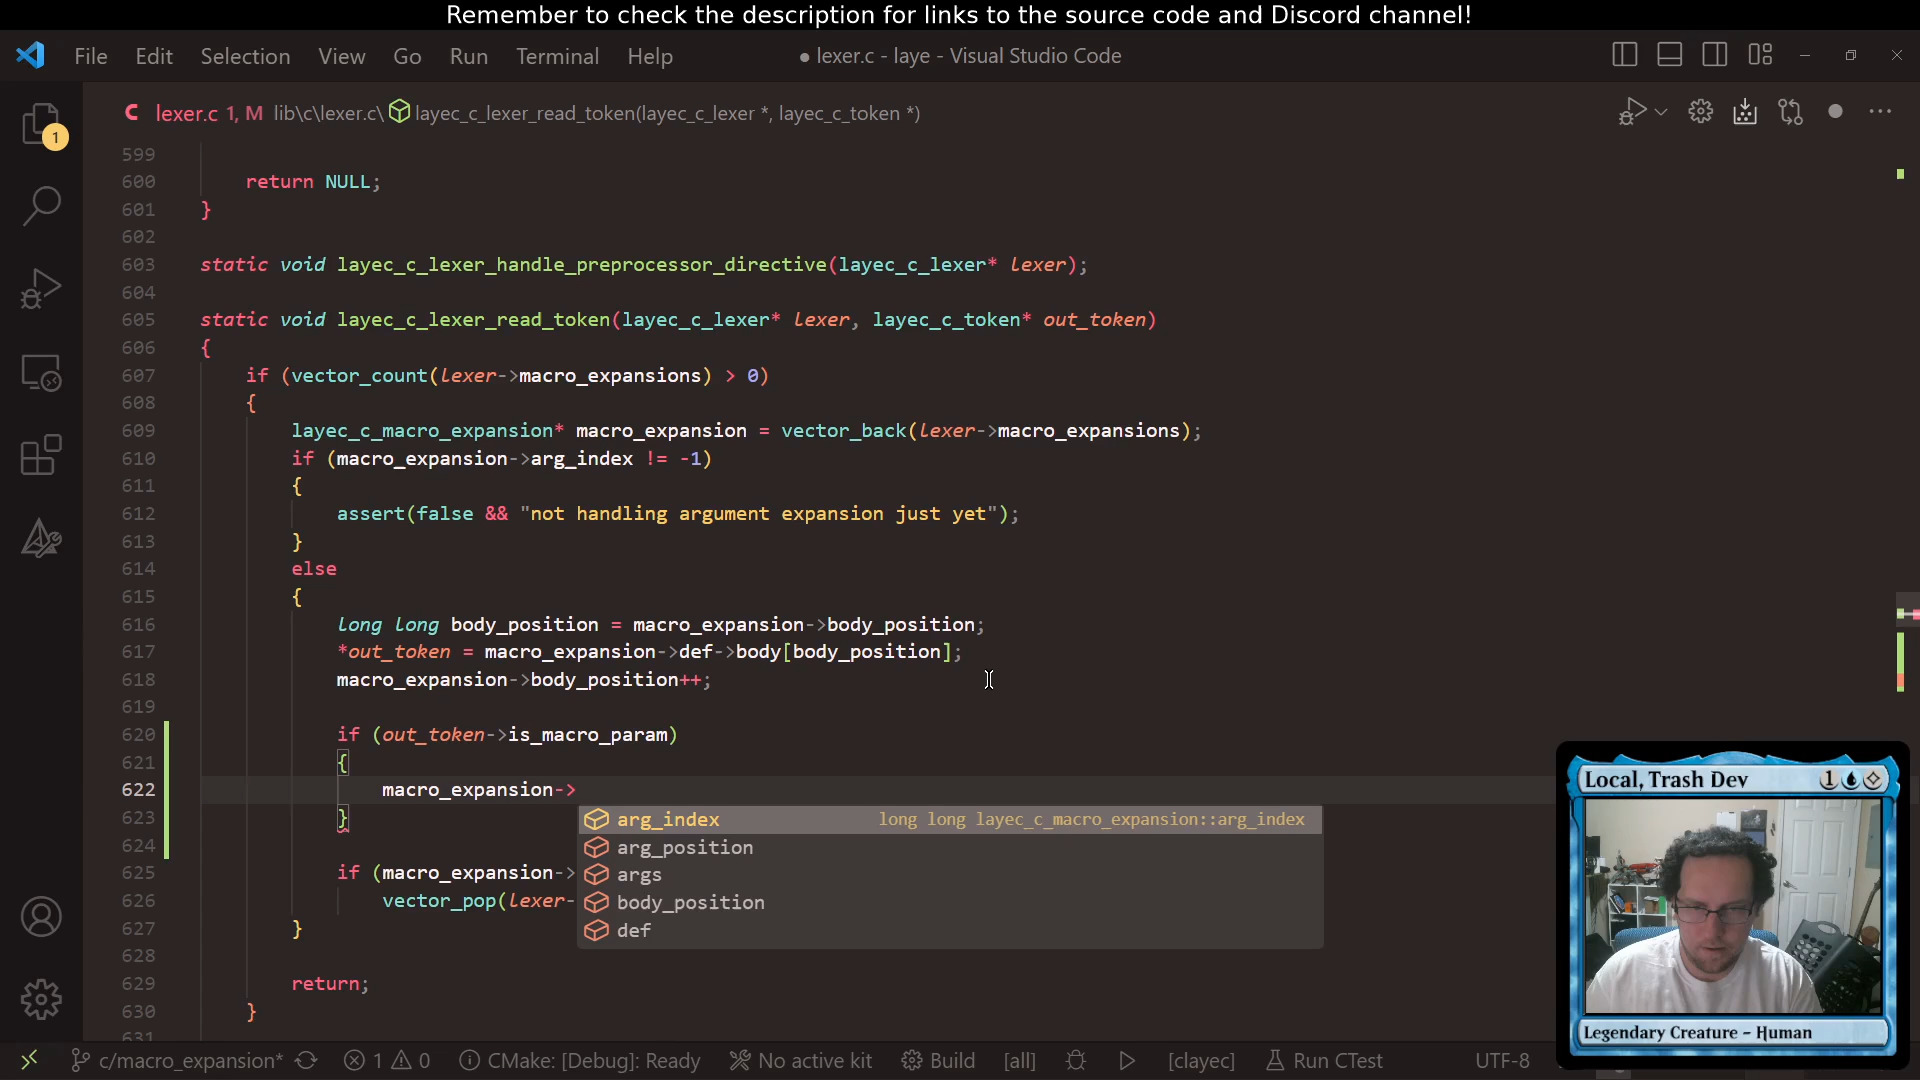 Remember to check the description for links to the source code and Discord channel!
File Edit Selection View Go Run Terminal Help ● lexer.c - laye - Visual Studio Code
C lexer.c 1, M lib\c\lexer.c\ layec_c_lexer_read_token(layec_c_lexer *, layec_c_token *)
1
599
600 return NULL;
601 }
602
603 static void layec_c_lexer_handle_preprocessor_directive(layec_c_lexer* lexer);
604
605 static void layec_c_lexer_read_token(layec_c_lexer* lexer, layec_c_token* out_token)
606 {
607 if (vector_count(lexer->macro_expansions) > 0)
608 {
609 layec_c_macro_expansion* macro_expansion = vector_back(lexer->macro_expansions);
610 if (macro_expansion->arg_index != -1)
611 {
612 assert(false && "not handling argument expansion just yet");
613 }
614 else
615 {
616 long long body_position = macro_expansion->body_position;
617 *out_token = macro_expansion->def->body[body_position];
618 macro_expansion->body_position++;
619
620 if (out_token->is_macro_param)
621 {
622 macro_expansion->
623 } arg_index long long layec_c_macro_expansion::arg_index
624 arg_position
625 if (macro_expansion-> args
626 vector_pop(lexer- body_position
627 } def
628
629 return;
630 }
631
Local, Trash Dev 1
Legendary Creature – Human
c/macro_expansion* 1 0 CMake: [Debug]: Ready No active kit Build [all] [clayec] Run CTest UTF-8